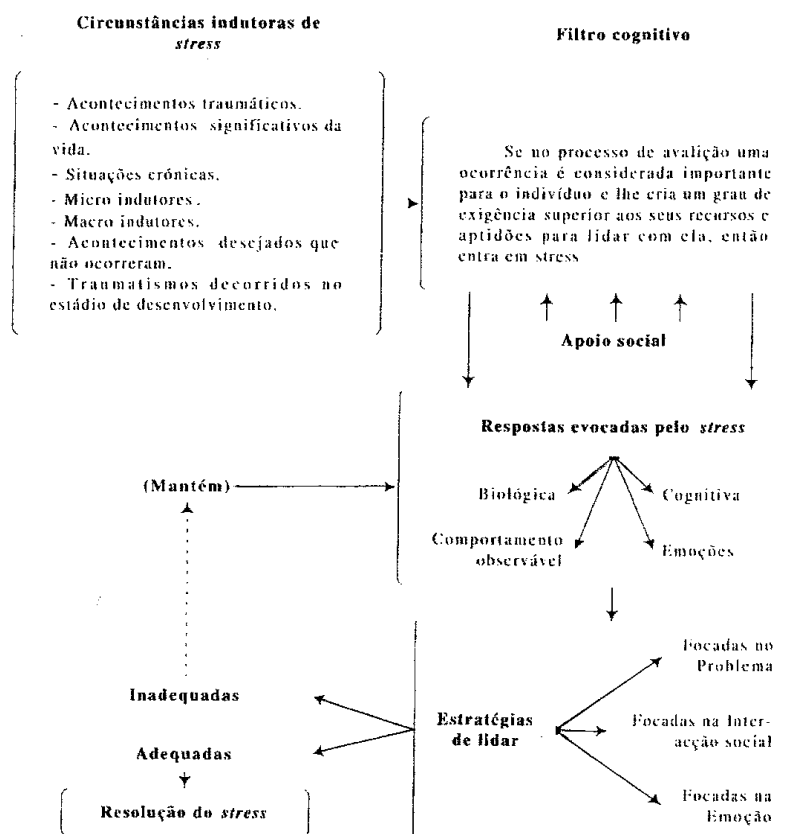 Circunstâncias indutoras de
stress
- Acontecimentos traumáticos.
- Acontecimentos significativos da
vida.
- Situações crónicas.
- Micro indutores.
- Macro indutores.
- Acontecimentos desejados que
não ocorreram.
- Traumatismos decorridos no
estádio de desenvolvimento.
Filtro cognitivo
Se no processo de avalição uma
ocorrência é considerada importante
para o indivíduo e lhe cria um grau de
exigência superior aos seus recursos e
aptidões para lidar com ela, então
entra em stress
Apoio social
Respostas evocadas pelo stress
Biológica
Cognitiva
Comportamento
observável
Emoções
(Mantém)
Estratégias
de lidar
Focadas no
Problema
Focadas na Inter-
acção social
Focadas na
Emoção
Inadequadas
Adequadas
Resolução do stress